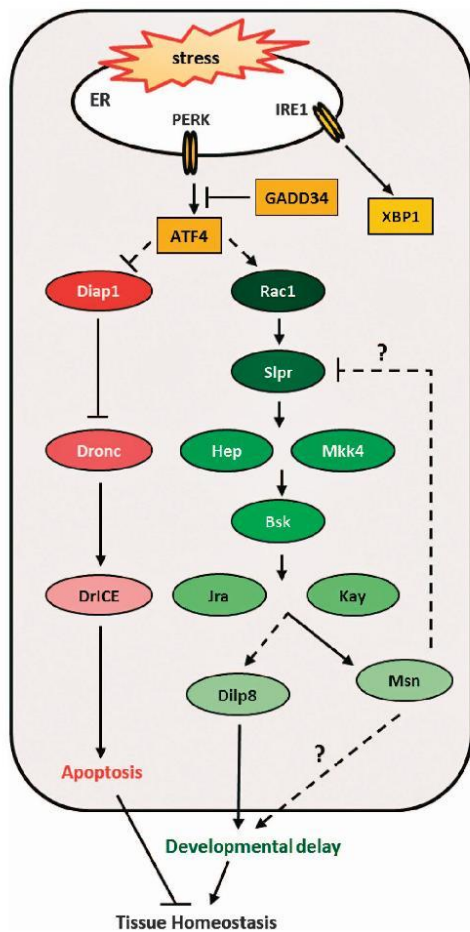 stress
ER
PERK
IRE1
GADD34
XBP1
ATF4
Diap1
Rac1
?
Slpr
Dronc
Hep
Mkk4
Bsk
DrICE
Jra
Kay
Dilp8
Msn
?
Apoptosis
Developmental delay
Tissue Homeostasis